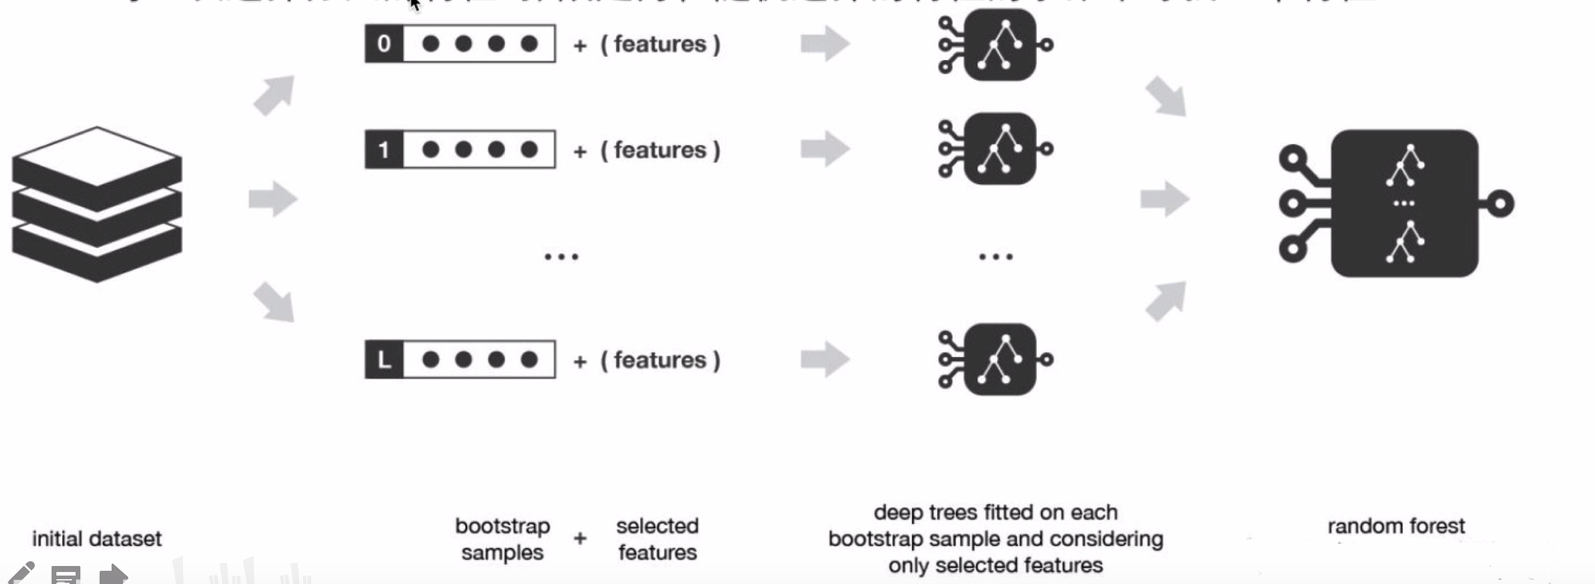 0 + ( features )
1 + ( features )
...
...
L + ( features )
initial dataset
bootstrap
samples
+
selected
features
deep trees fitted on each
bootstrap sample and considering
only selected features
random forest
...